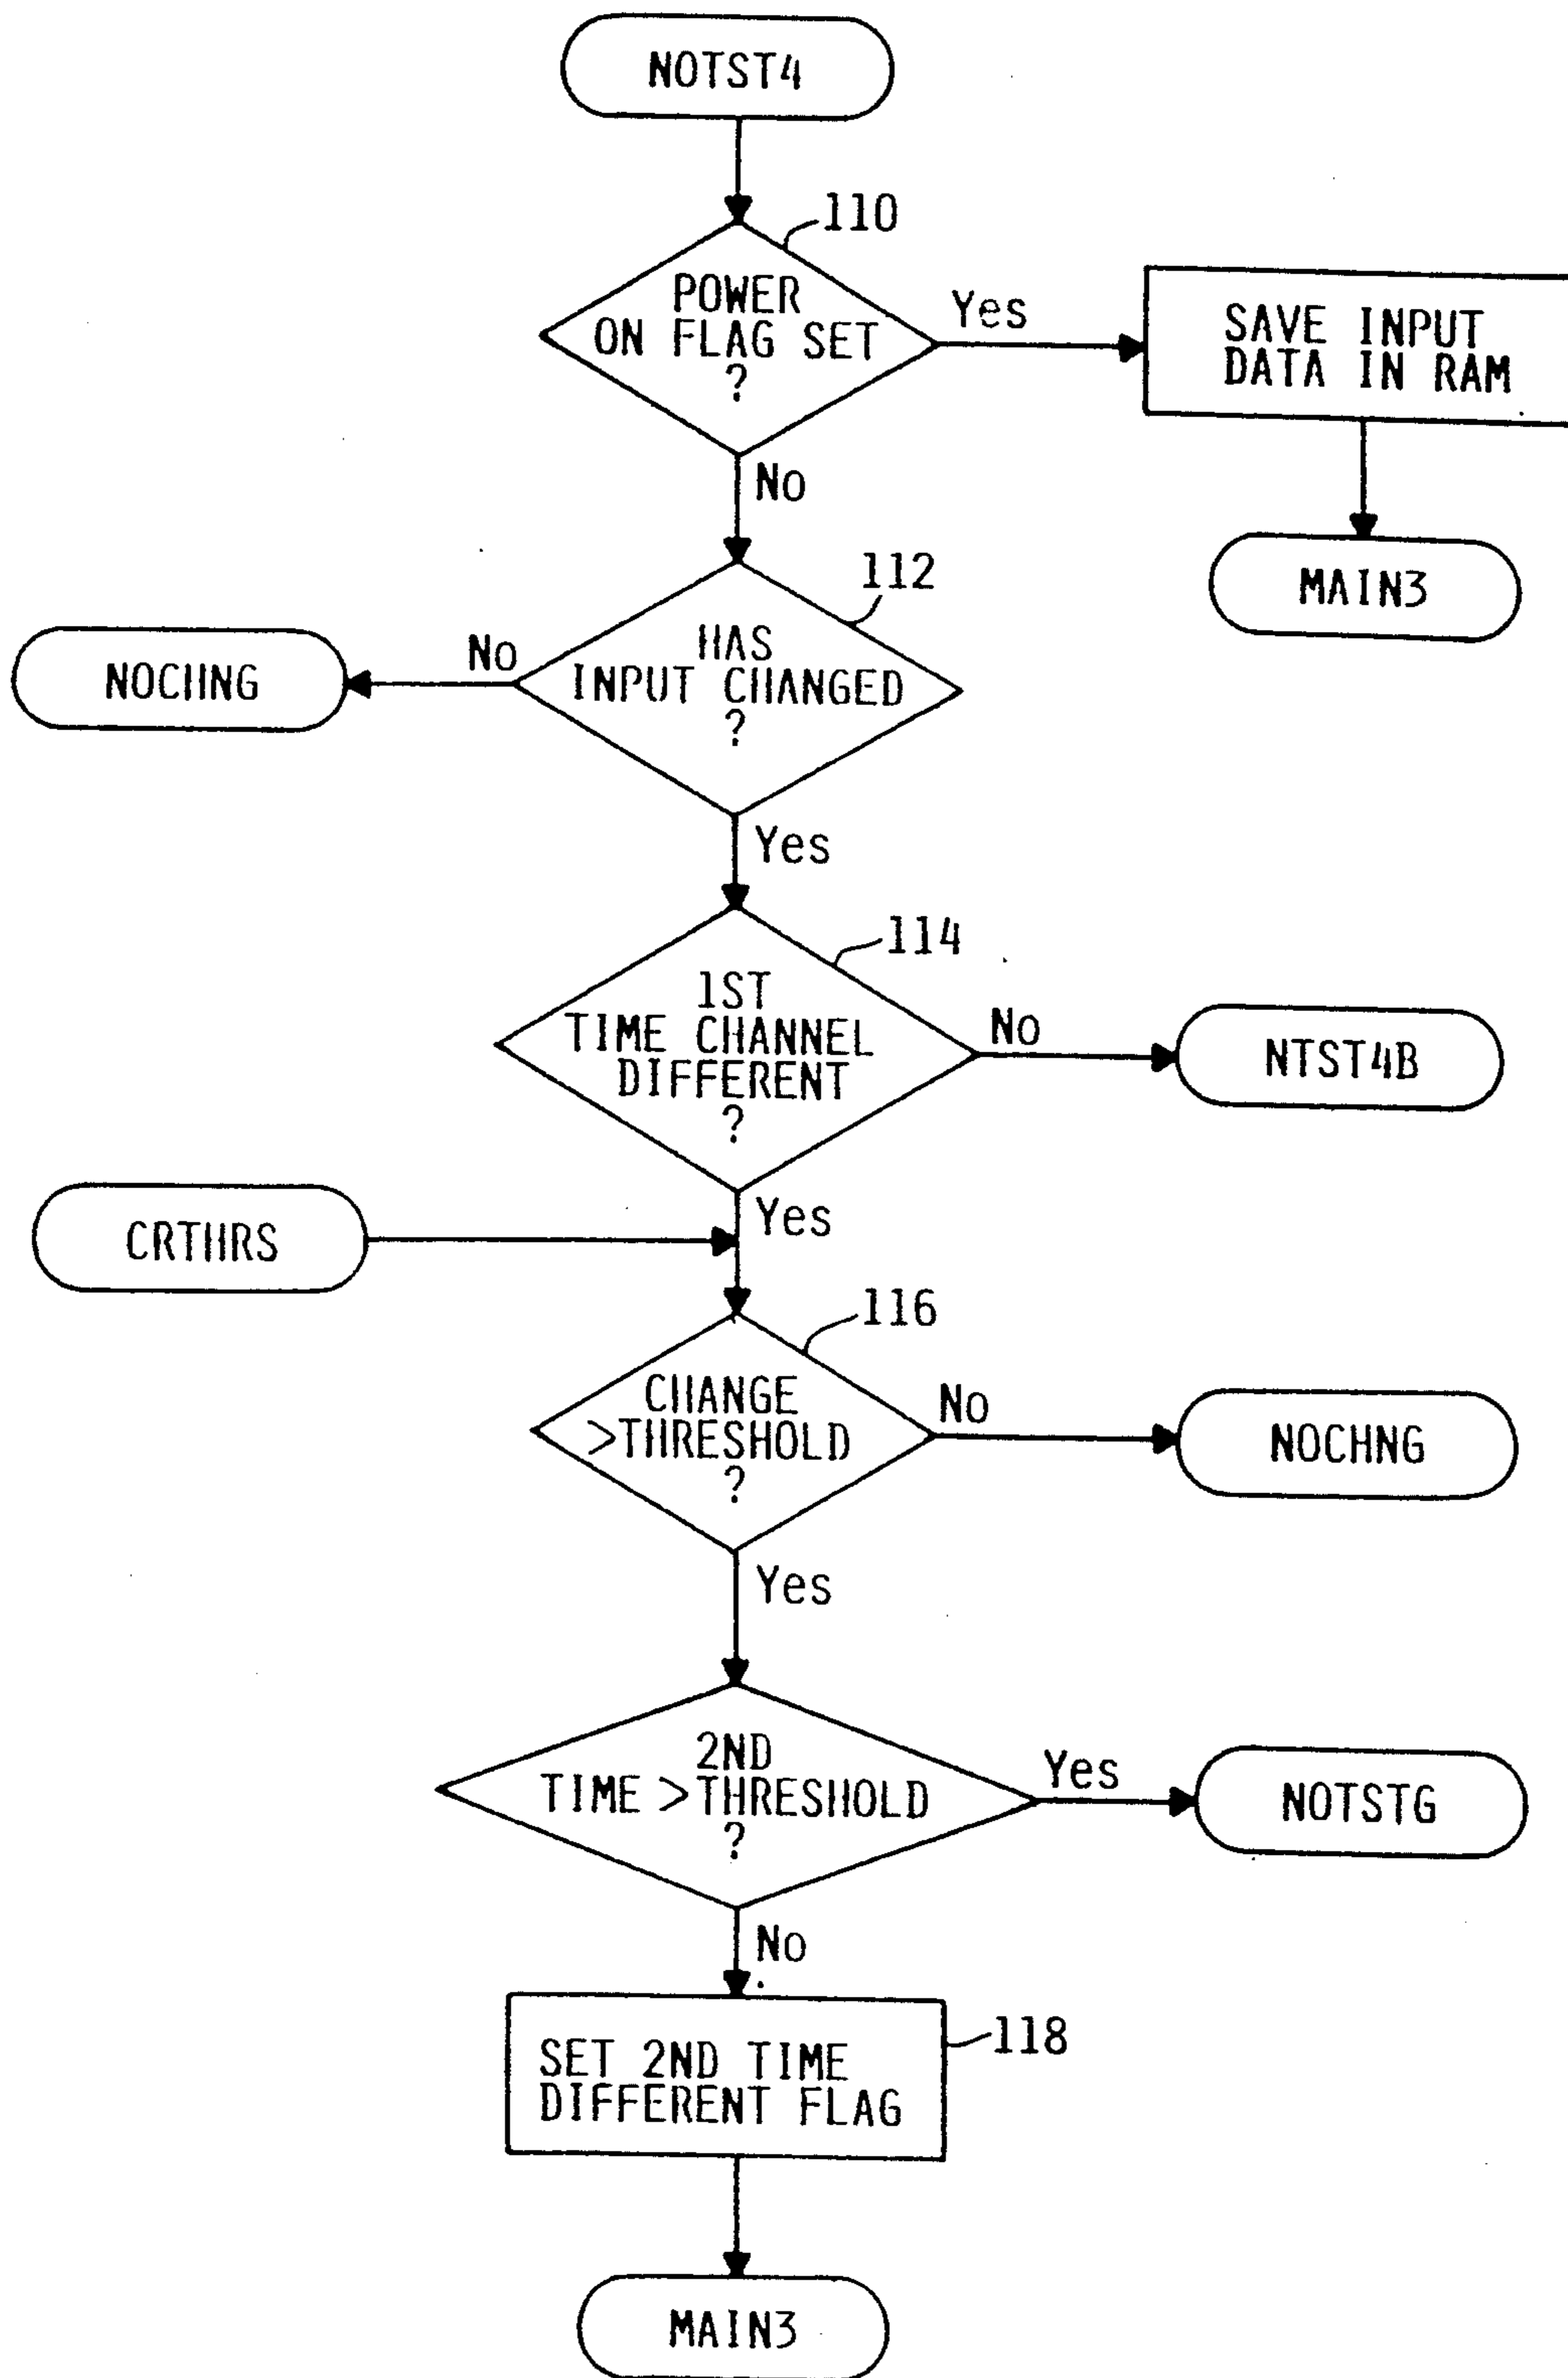 NOTST4
110
POWER
ON FLAG SET
?
Yes
SAVE INPUT
DATA IN RAM
No
MAIN3
112
HAS
INPUT CHANGED
?
No
NOCHNG
Yes
114
1ST
TIME CHANNEL
DIFFERENT
?
No
NTST4B
Yes
CRTHRS
116
CHANGE
>THRESHOLD
?
No
NOCHNG
Yes
2ND
TIME >THRESHOLD
?
Yes
NOTSTG
No
SET 2ND TIME
DIFFERENT FLAG
118
MAIN3